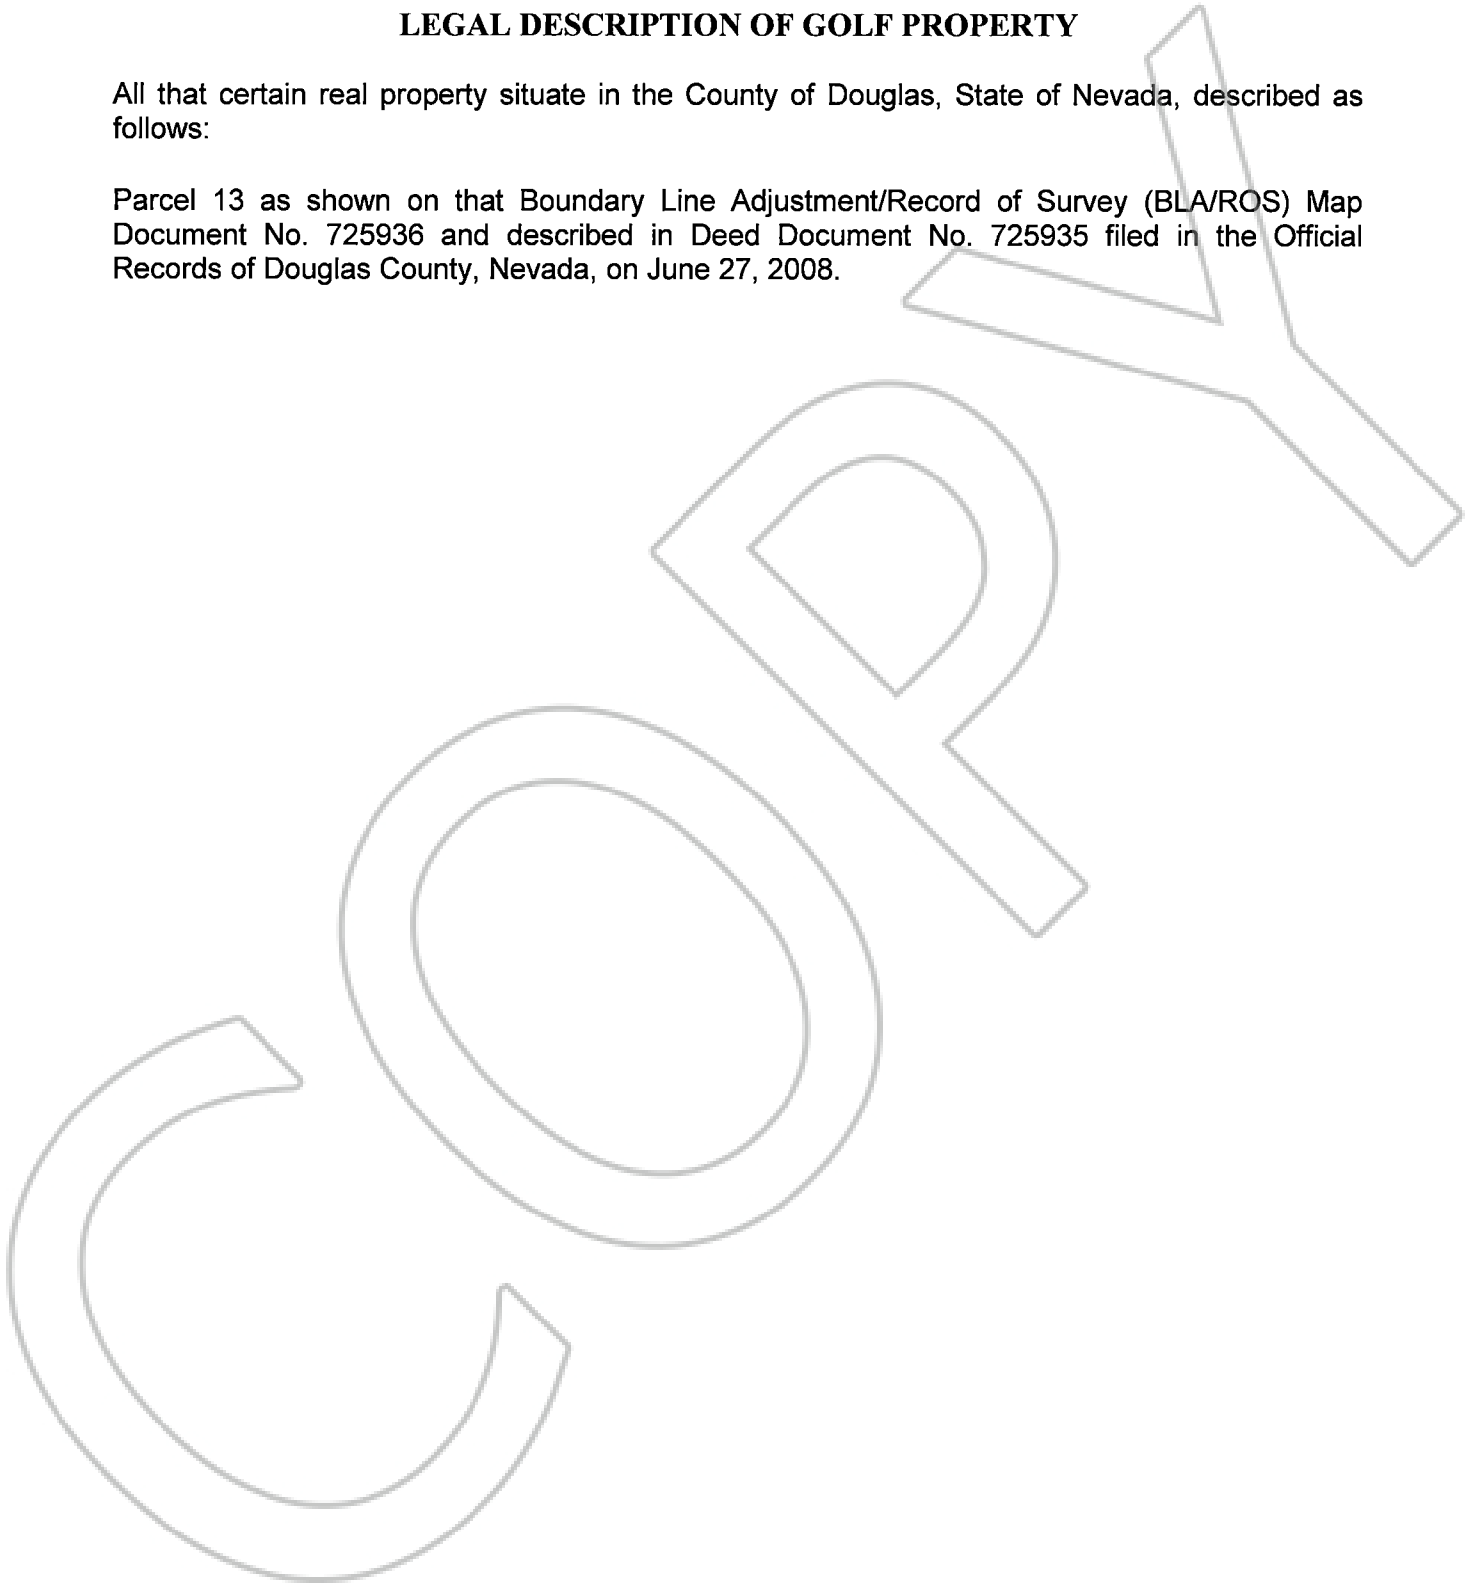 LEGAL DESCRIPTION OF GOLF PROPERTY
All that certain real property situate in the County of Douglas, State of Nevada, described as
follows:
Parcel 13 as shown on that Boundary Line Adjustment/Record of Survey (BLA/ROS) Map
Document No. 725936 and described in Deed Document No. 725935 filed in the Official
Records of Douglas County, Nevada, on June 27, 2008.
COPY